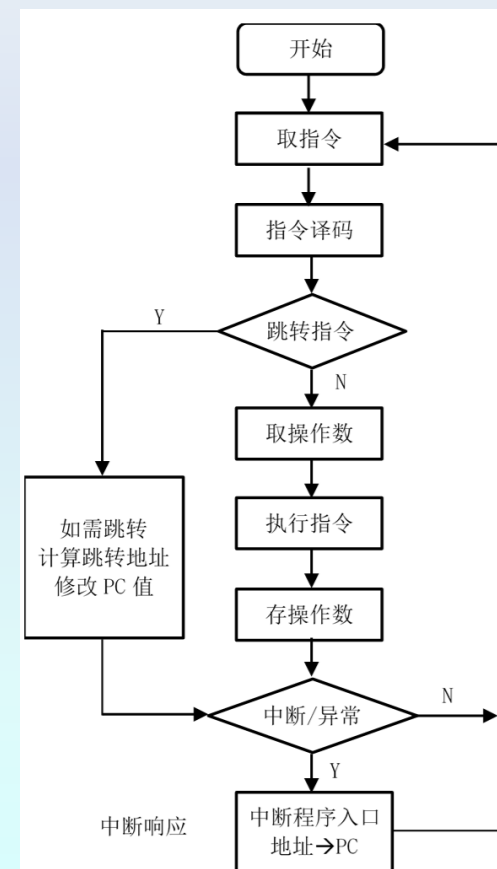 开始
取指令
指令译码
跳转指令
Y
N
取操作数
如需跳转
计算跳转地址
修改 PC 值
执行指令
存操作数
中断/异常
N
Y
中断响应
中断程序入口
地址→PC